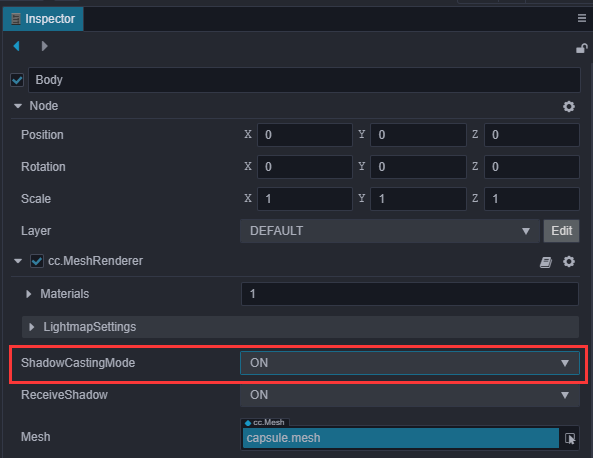 Inspector
Body
Node
Position X 0 Y 0 Z 0
Rotation X 0 Y 0 Z 0
Scale X 1 Y 1 Z 1
Layer DEFAULT Edit
cc.MeshRenderer
Materials 1
LightmapSettings
ShadowCastingMode ON
ReceiveShadow ON
cc.Mesh
Mesh capsule.mesh